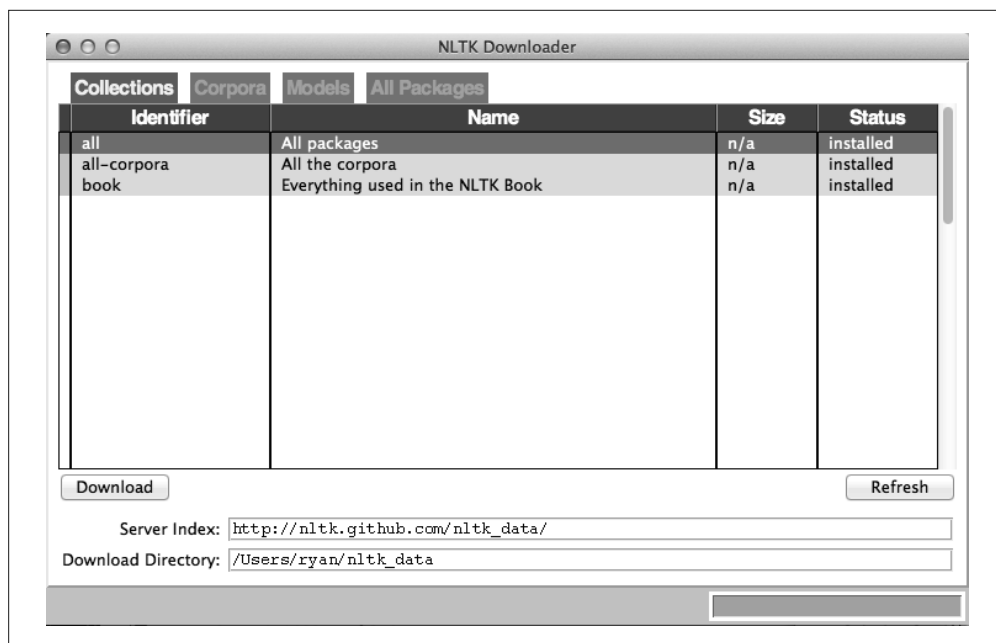 NLTK Downloader
Collections Corpora Models All Packages
Identifier Name Size Status
all All packages n/a installed
all-corpora All the corpora n/a installed
book Everything used in the NLTK Book n/a installed
Download Refresh
Server Index: http://nltk.github.com/nltk_data/
Download Directory: /Users/ryan/nltk_data